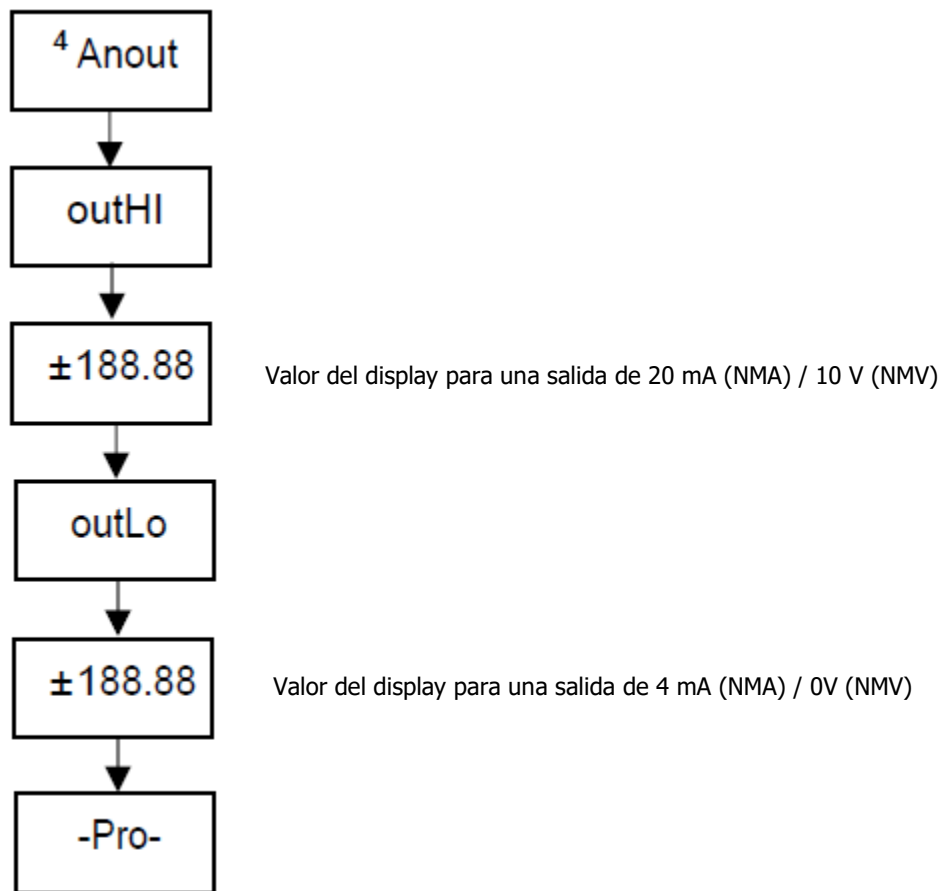 4 Anout
outHI
±188.88 Valor del display para una salida de 20 mA (NMA) / 10 V (NMV)
outLo
±188.88 Valor del display para una salida de 4 mA (NMA) / 0V (NMV)
-Pro-